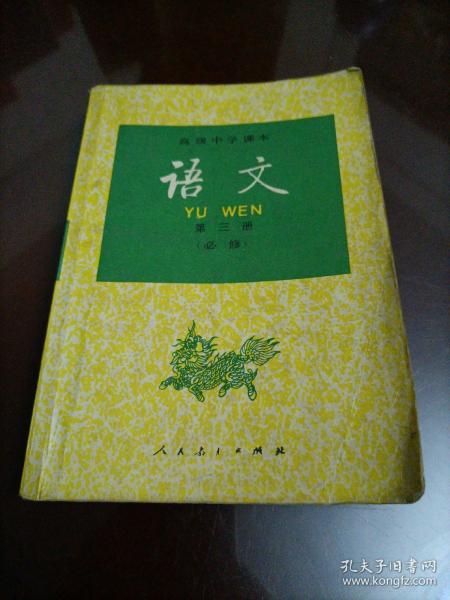 高级中学课本
语文
YU WEN
第三册
(必修)
人民教育出版社
孔夫子旧书网
www.kongfz.com